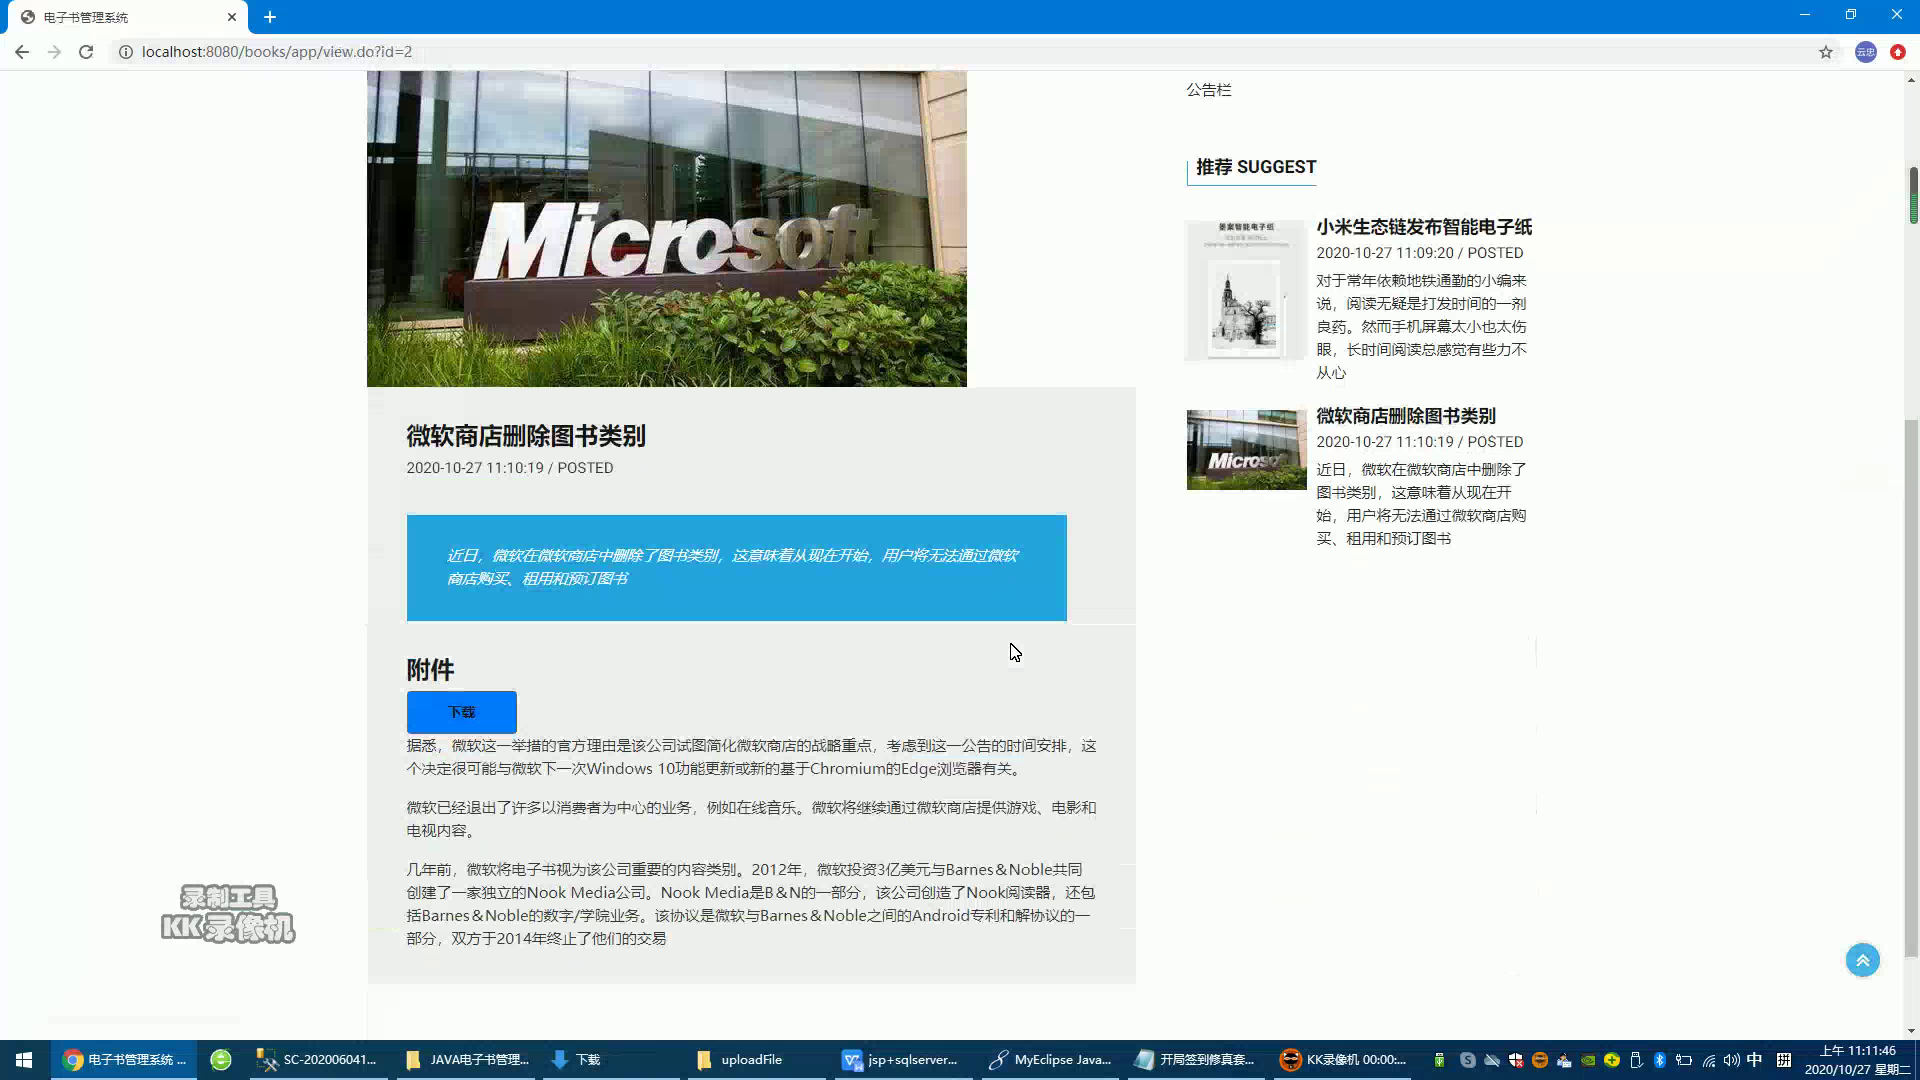 电子书管理系统
localhost:8080/books/app/view.do?id=2
云忠
Microsoft
微软商店删除图书类别
2020-10-27 11:10:19 / POSTED
近日，微软在微软商店中删除了图书类别，这意味着从现在开始，用户将无法通过微软
商店购买、租用和预订图书
附件
下载
据悉，微软这一举措的官方理由是该公司试图简化微软商店的战略重点，考虑到这一公告的时间安排，这
个决定很可能与微软下一次Windows 10功能更新或新的基于Chromium的Edge浏览器有关。
微软已经退出了许多以消费者为中心的业务，例如在线音乐。微软将继续通过微软商店提供游戏、电影和
电视内容。
几年前，微软将电子书视为该公司重要的内容类别。2012年，微软投资3亿美元与Barnes＆Noble共同
创建了一家独立的Nook Media公司。Nook Media是B＆N的一部分，该公司创造了Nook阅读器，还包
括Barnes＆Noble的数字/学院业务。该协议是微软与Barnes＆Noble之间的Android专利和解协议的一
部分，双方于2014年终止了他们的交易
公告栏
推荐 SUGGEST
墨案智能电子纸
小米生态链发布智能电子纸
2020-10-27 11:09:20 / POSTED
对于常年依赖地铁通勤的小编来
说，阅读无疑是打发时间的一剂
良药。然而手机屏幕太小也太伤
眼，长时间阅读总感觉有些力不
从心
Microsoft
微软商店删除图书类别
2020-10-27 11:10:19 / POSTED
近日，微软在微软商店中删除了
图书类别，这意味着从现在开
始，用户将无法通过微软商店购
买、租用和预订图书
录制工具
KK录像机
电子书管理系统 ...
SC-202006041...
JAVA电子书管理...
下载
uploadFile
jsp+sqlserver...
MyEclipse Java...
开局签到修真套...
KK录像机 00:00:...
中
拼
上午 11:11:46
2020/10/27 星期二